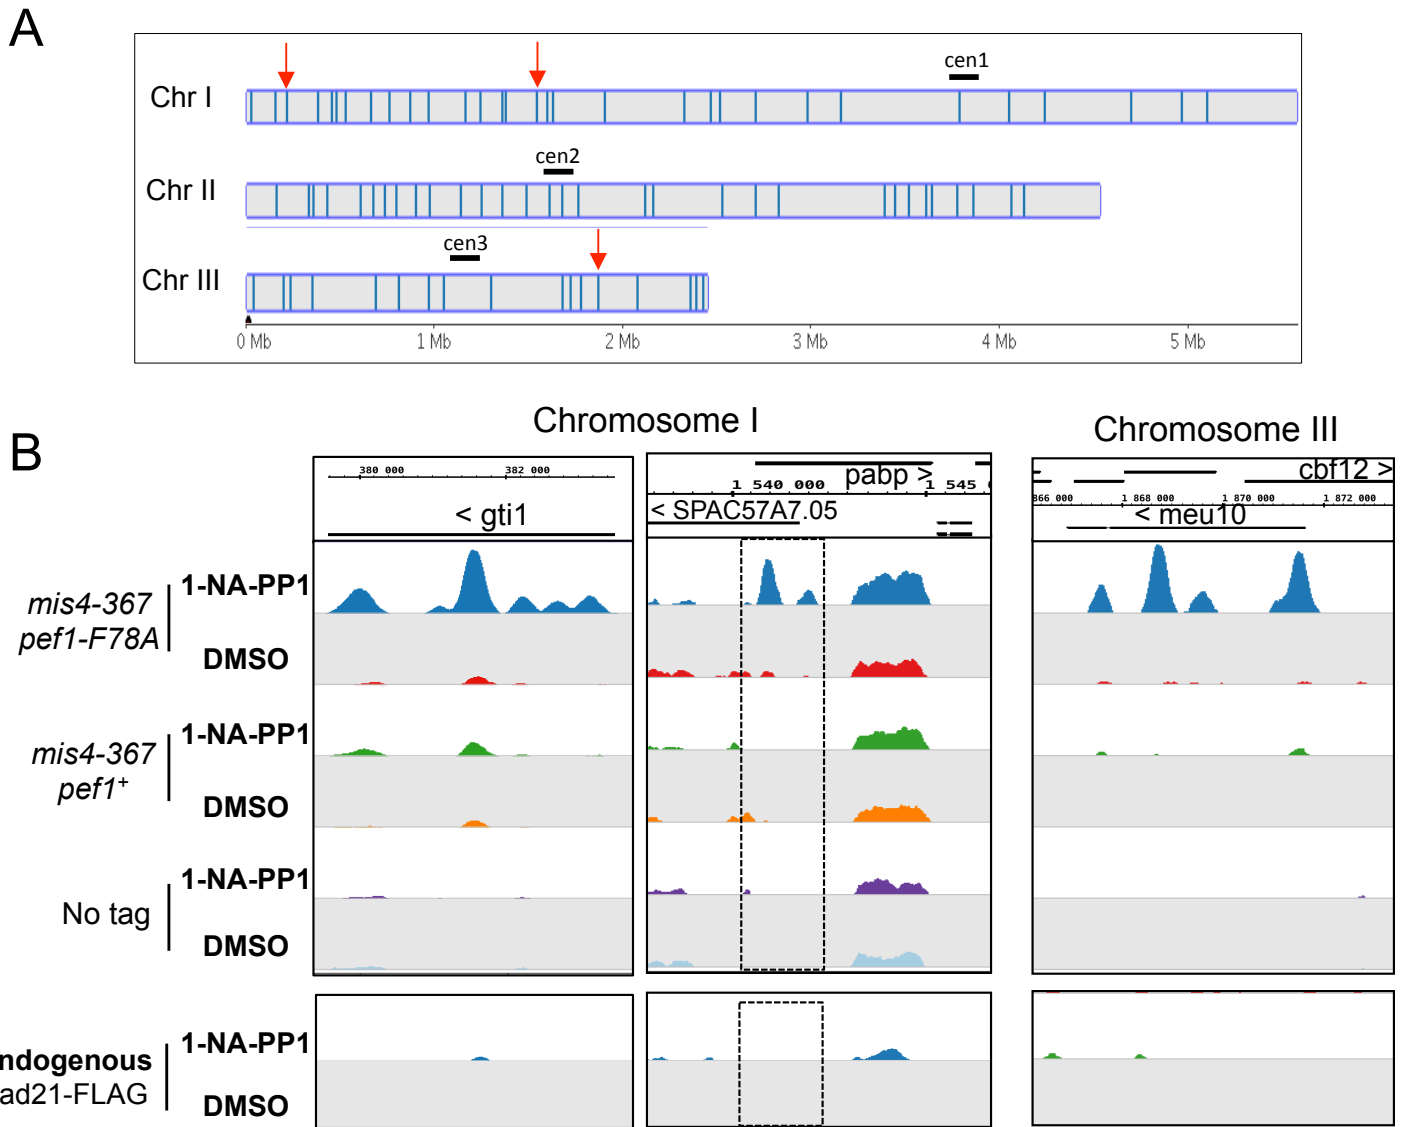 A
cen1
Chr I
cen2
Chr II
cen3
Chr III
0 Mb 1 Mb 2 Mb 3 Mb 4 Mb 5 Mb
B
Chromosome I
Chromosome III
380 000 382 000
< gti1
pabp >
1 540 000 1 545 0
< SPAC57A7.05
cbf12 >
866 000 1 868 000 1 870 000 1 872 000
< meu10
mis4-367
pef1-F78A
1-NA-PP1
DMSO
mis4-367
pef1+
1-NA-PP1
DMSO
No tag
1-NA-PP1
DMSO
ndogenous
ad21-FLAG
1-NA-PP1
DMSO